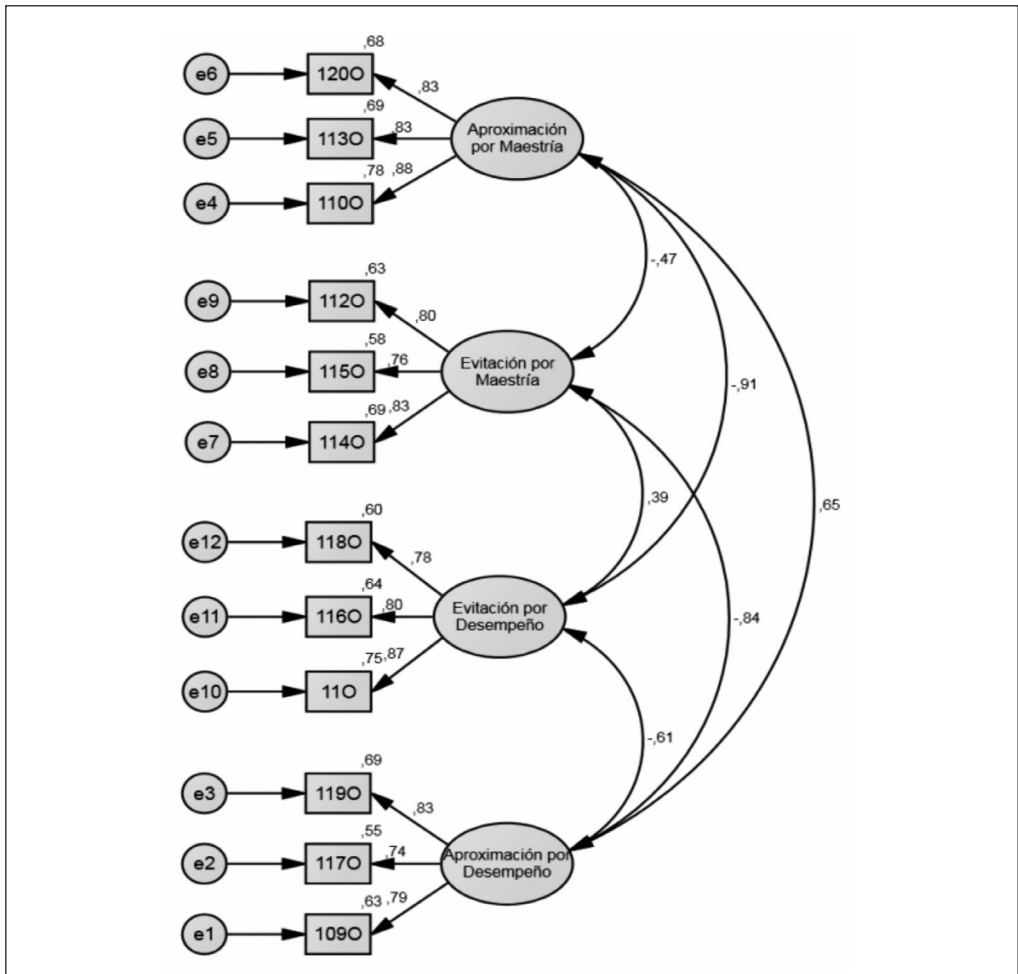 ,68
e6
120O
,83
,69
e5
113O
,83
Aproximación
por Maestría
,78
,88
e4
110O
-,47
,63
e9
112O
,80
,58
e8
115O
,76
Evitación por
Maestría
-,91
,69
,83
e7
114O
,39
,65
,60
e12
118O
,78
,64
e11
116O
,80
Evitación por
Desempeño
-,84
,75
,87
e10
11O
-,61
,69
e3
119O
,83
,55
e2
117O
,74
Aproximación por
Desempeño
,63
,79
e1
109O